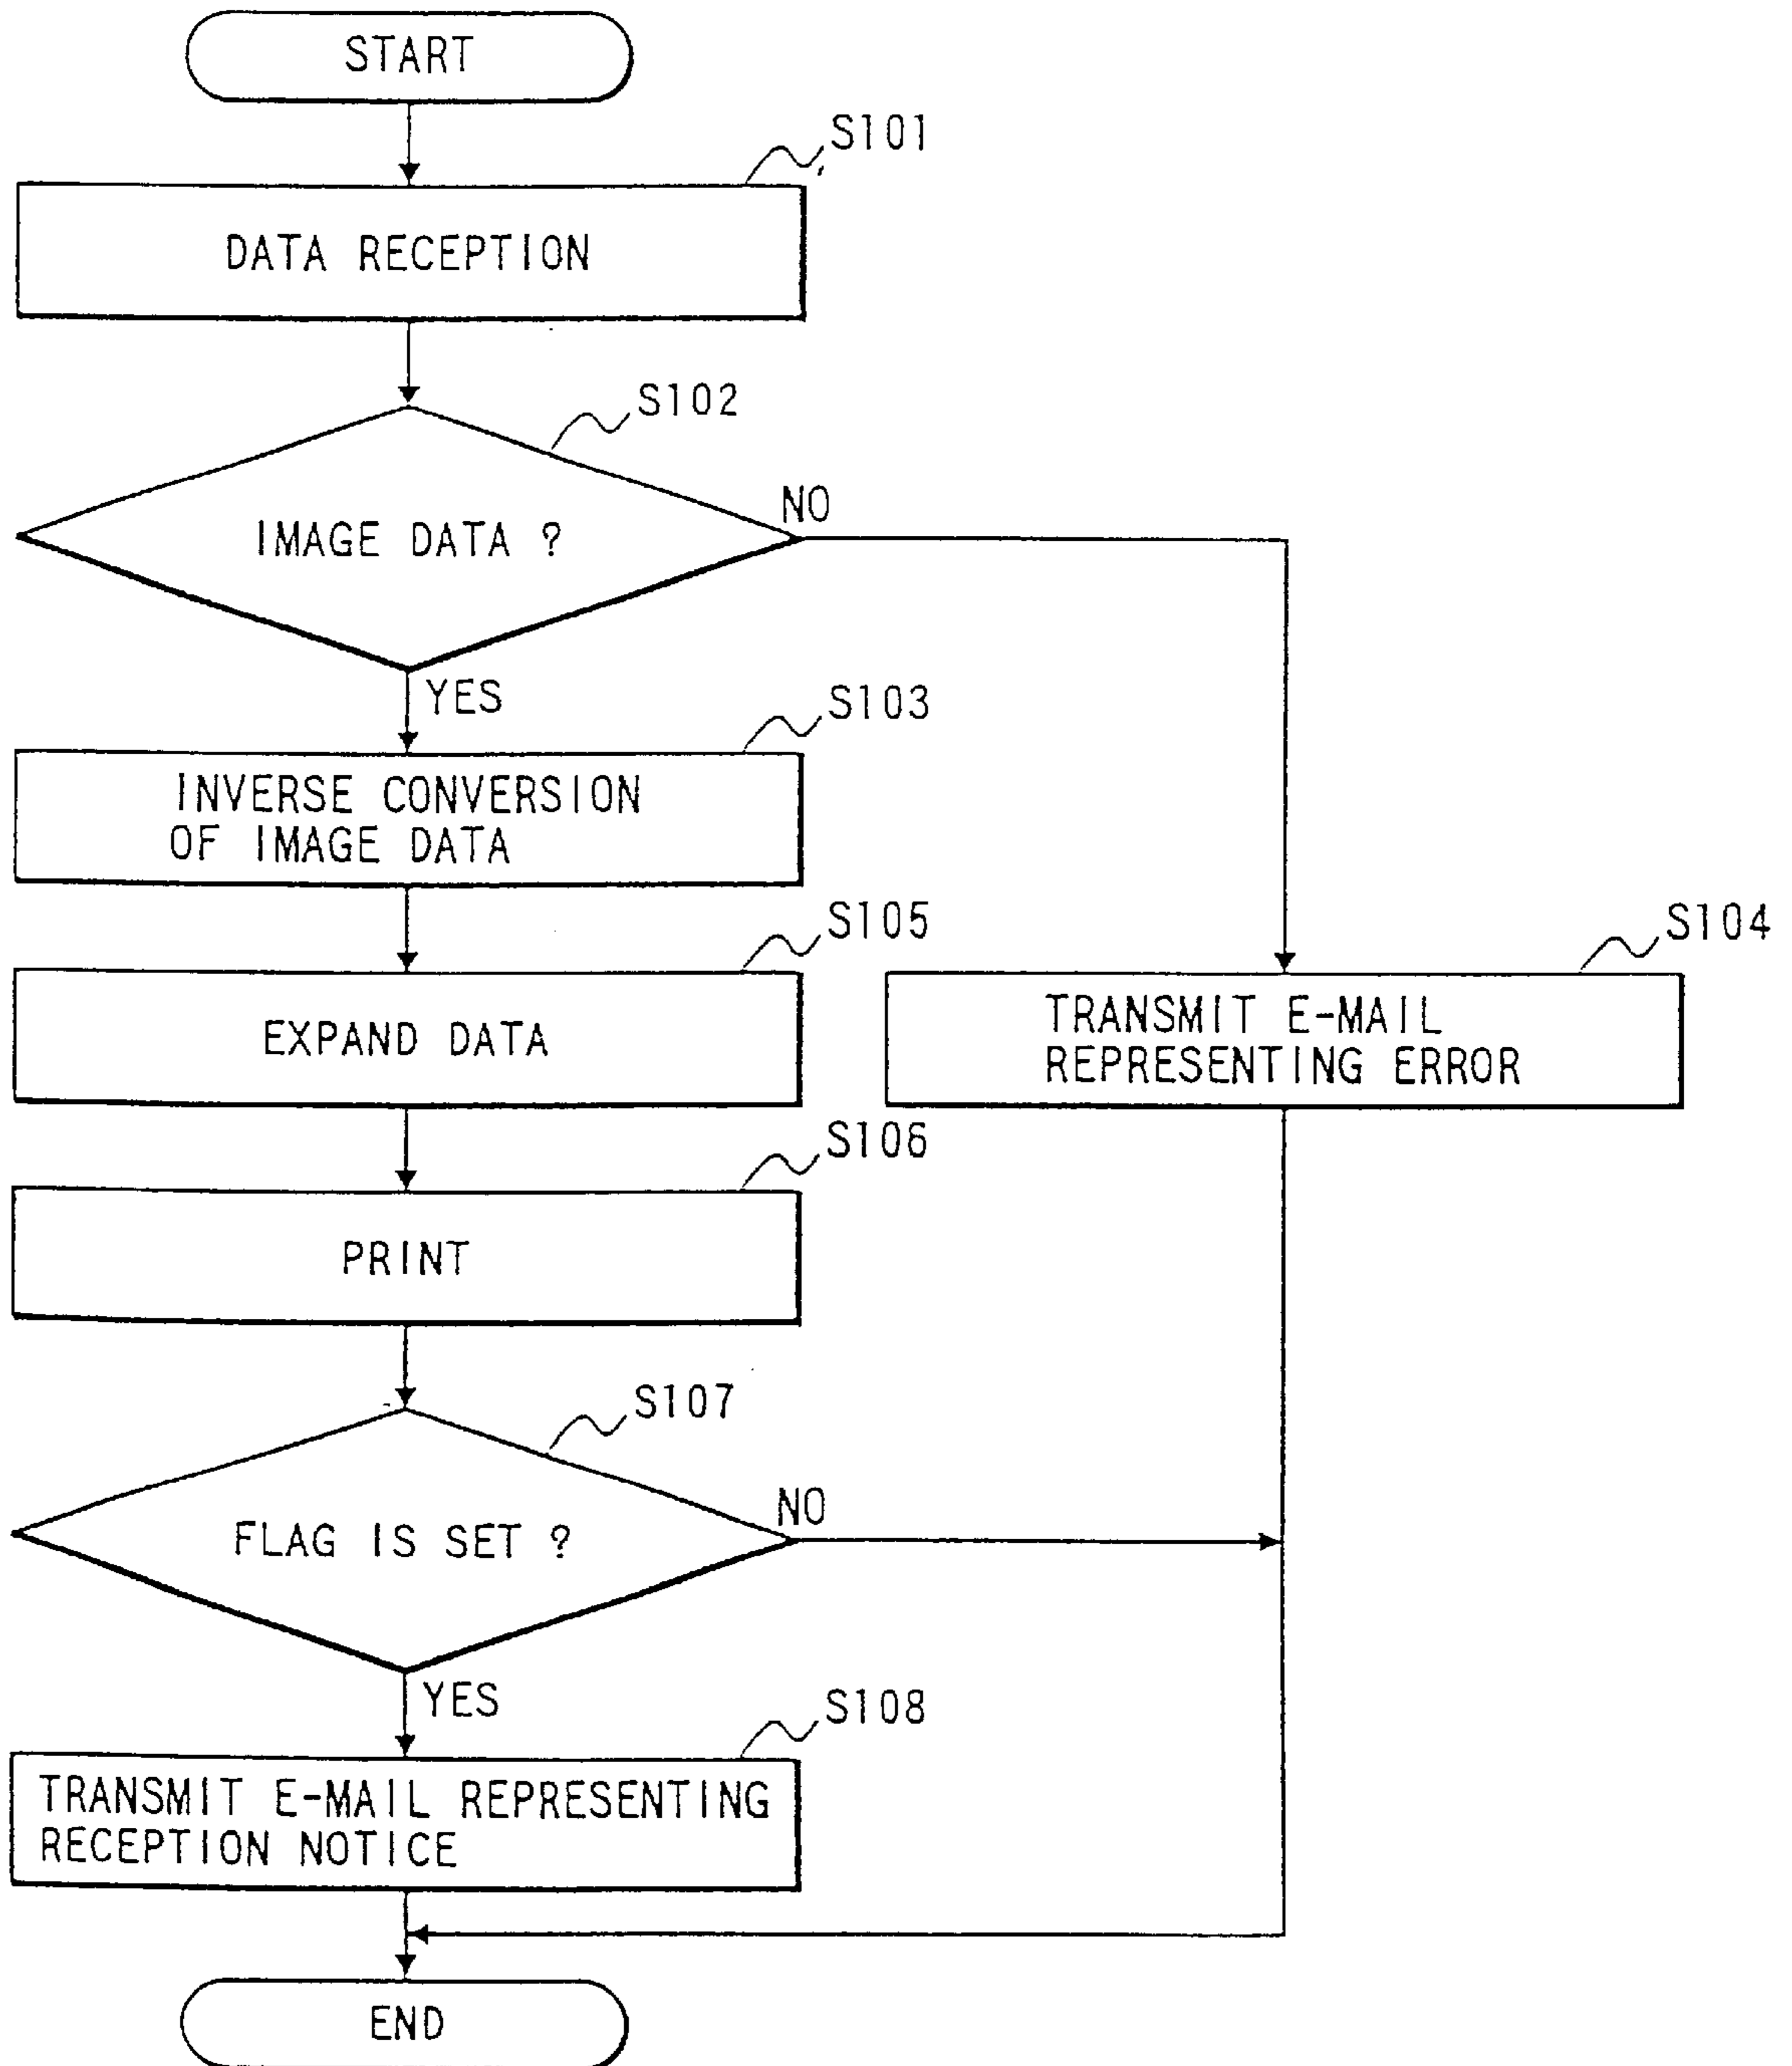 START
S101
DATA RECEPTION
S102
IMAGE DATA ?
NO
YES
S103
INVERSE CONVERSION
OF IMAGE DATA
S105
EXPAND DATA
S104
TRANSMIT E-MAIL
REPRESENTING ERROR
S106
PRINT
S107
FLAG IS SET ?
NO
YES
S108
TRANSMIT E-MAIL REPRESENTING
RECEPTION NOTICE
END